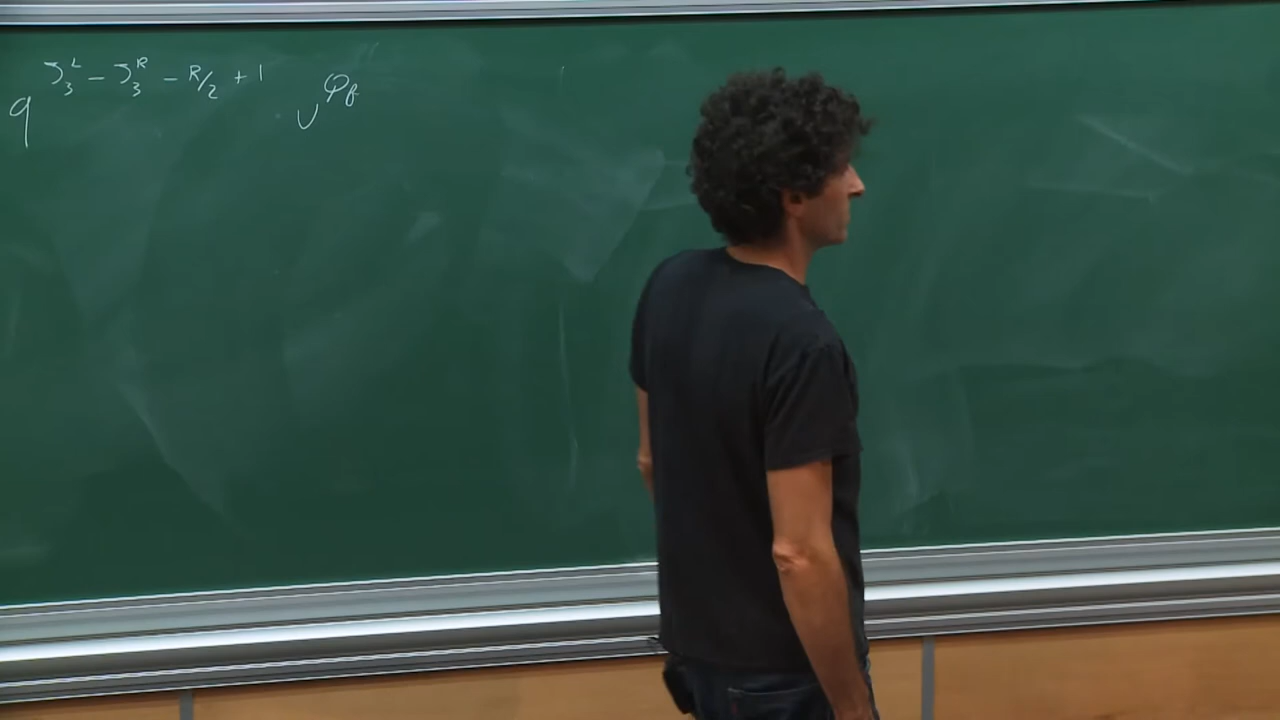 q^{J_3^L - J_3^R - R/2 + 1} υ^{φ_f}